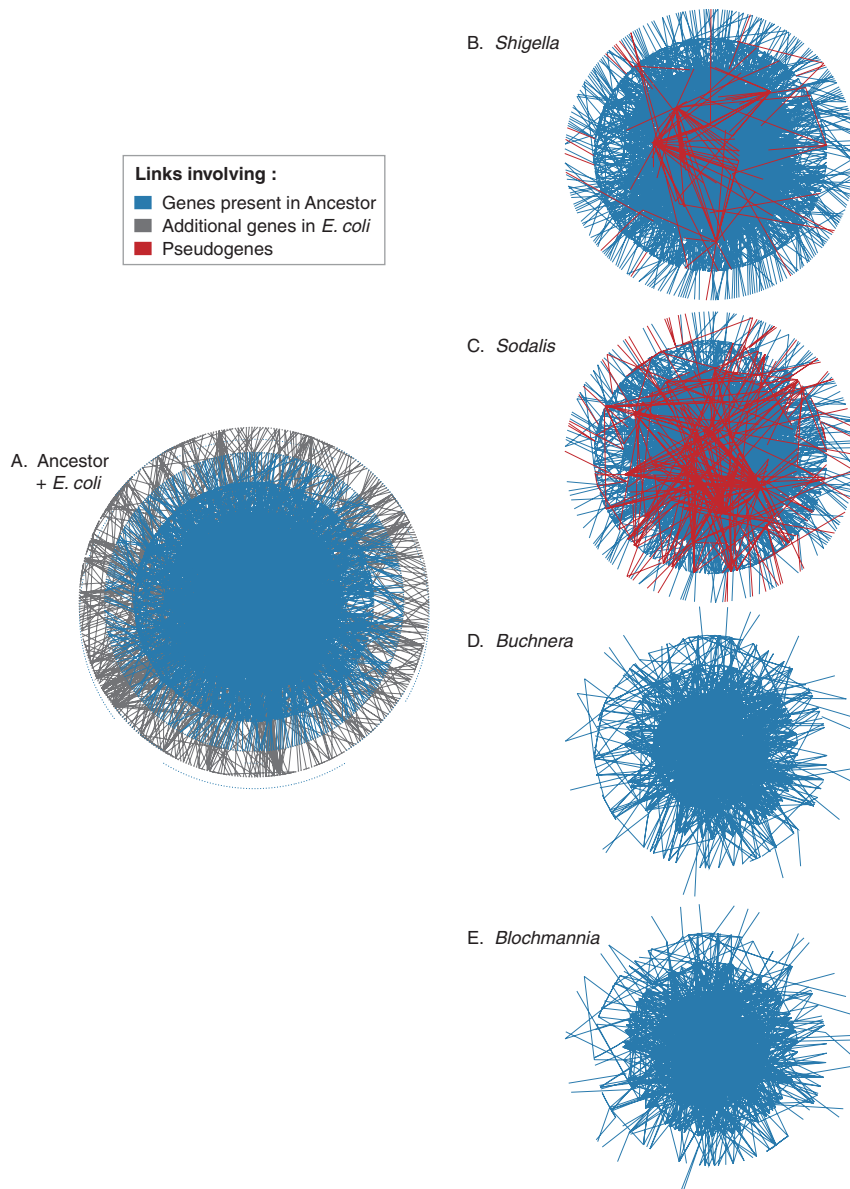 B. Shigella
Links involving :
Genes present in Ancestor
Additional genes in E. coli
Pseudogenes
C. Sodalis
A. Ancestor
+ E. coli
D. Buchnera
E. Blochmannia